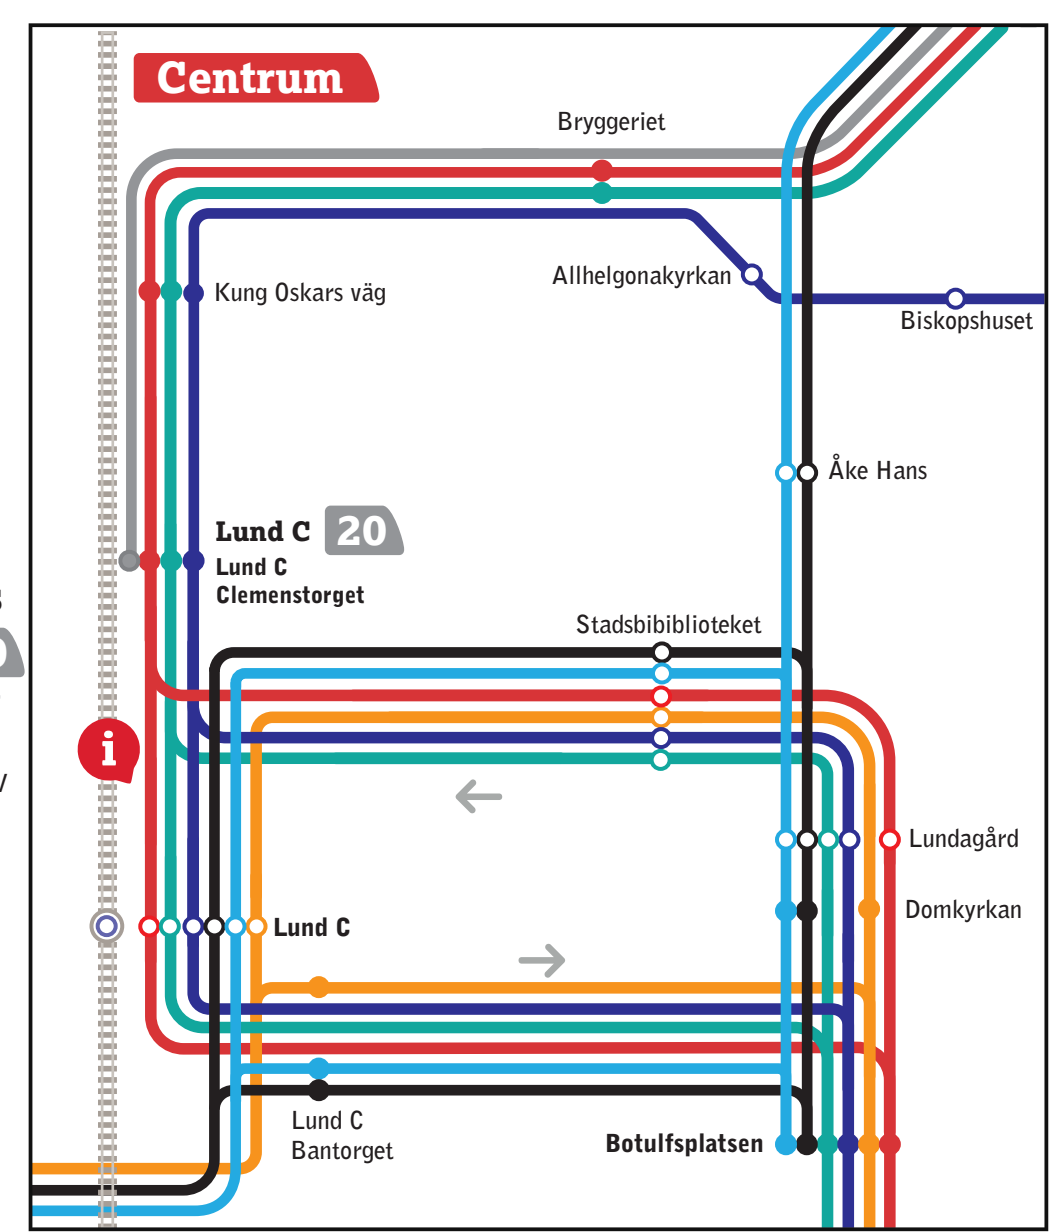 Centrum
Bryggeriet
Allhelgonakyrkan
Kung Oskars väg
Biskopshuset
Åke Hans
Lund C 20
Lund C
Clemenstorget
Stadsbibiblioteket
i
Lundagård
Domkyrkan
Lund C
Lund C
Bantorget
Botulfsplatsen